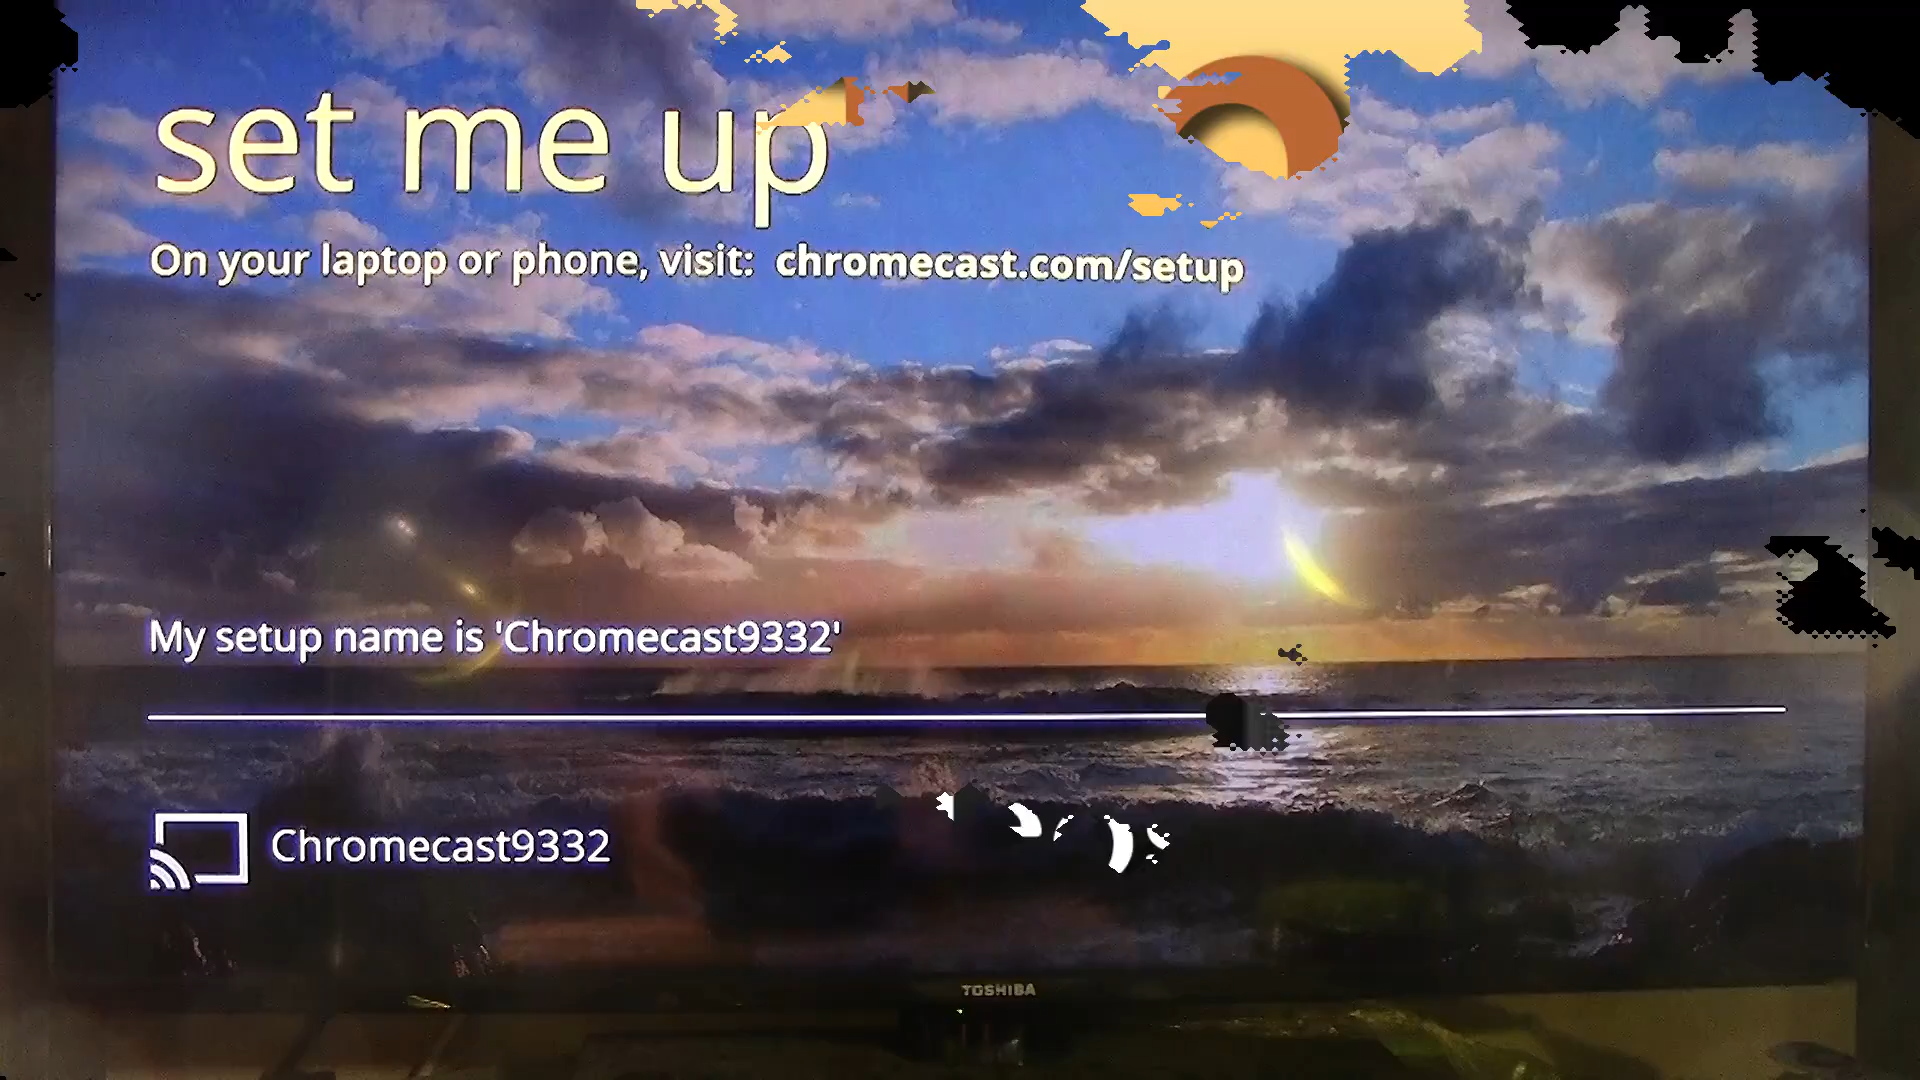 set me up
On your laptop or phone, visit: chromecast.com/setup
My setup name is 'Chromecast9332'
Chromecast9332
TOSHIBA